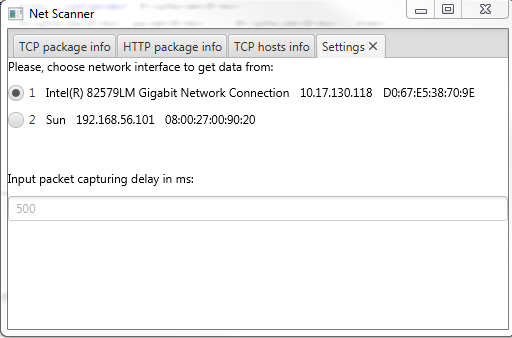 Net Scanner
TCP package info HTTP package info TCP hosts info Settings
Please, choose network interface to get data from:
1 Intel(R) 82579LM Gigabit Network Connection 10.17.130.118 D0:67:E5:38:70:9E
2 Sun 192.168.56.101 08:00:27:00:90:20
Input packet capturing delay in ms:
500